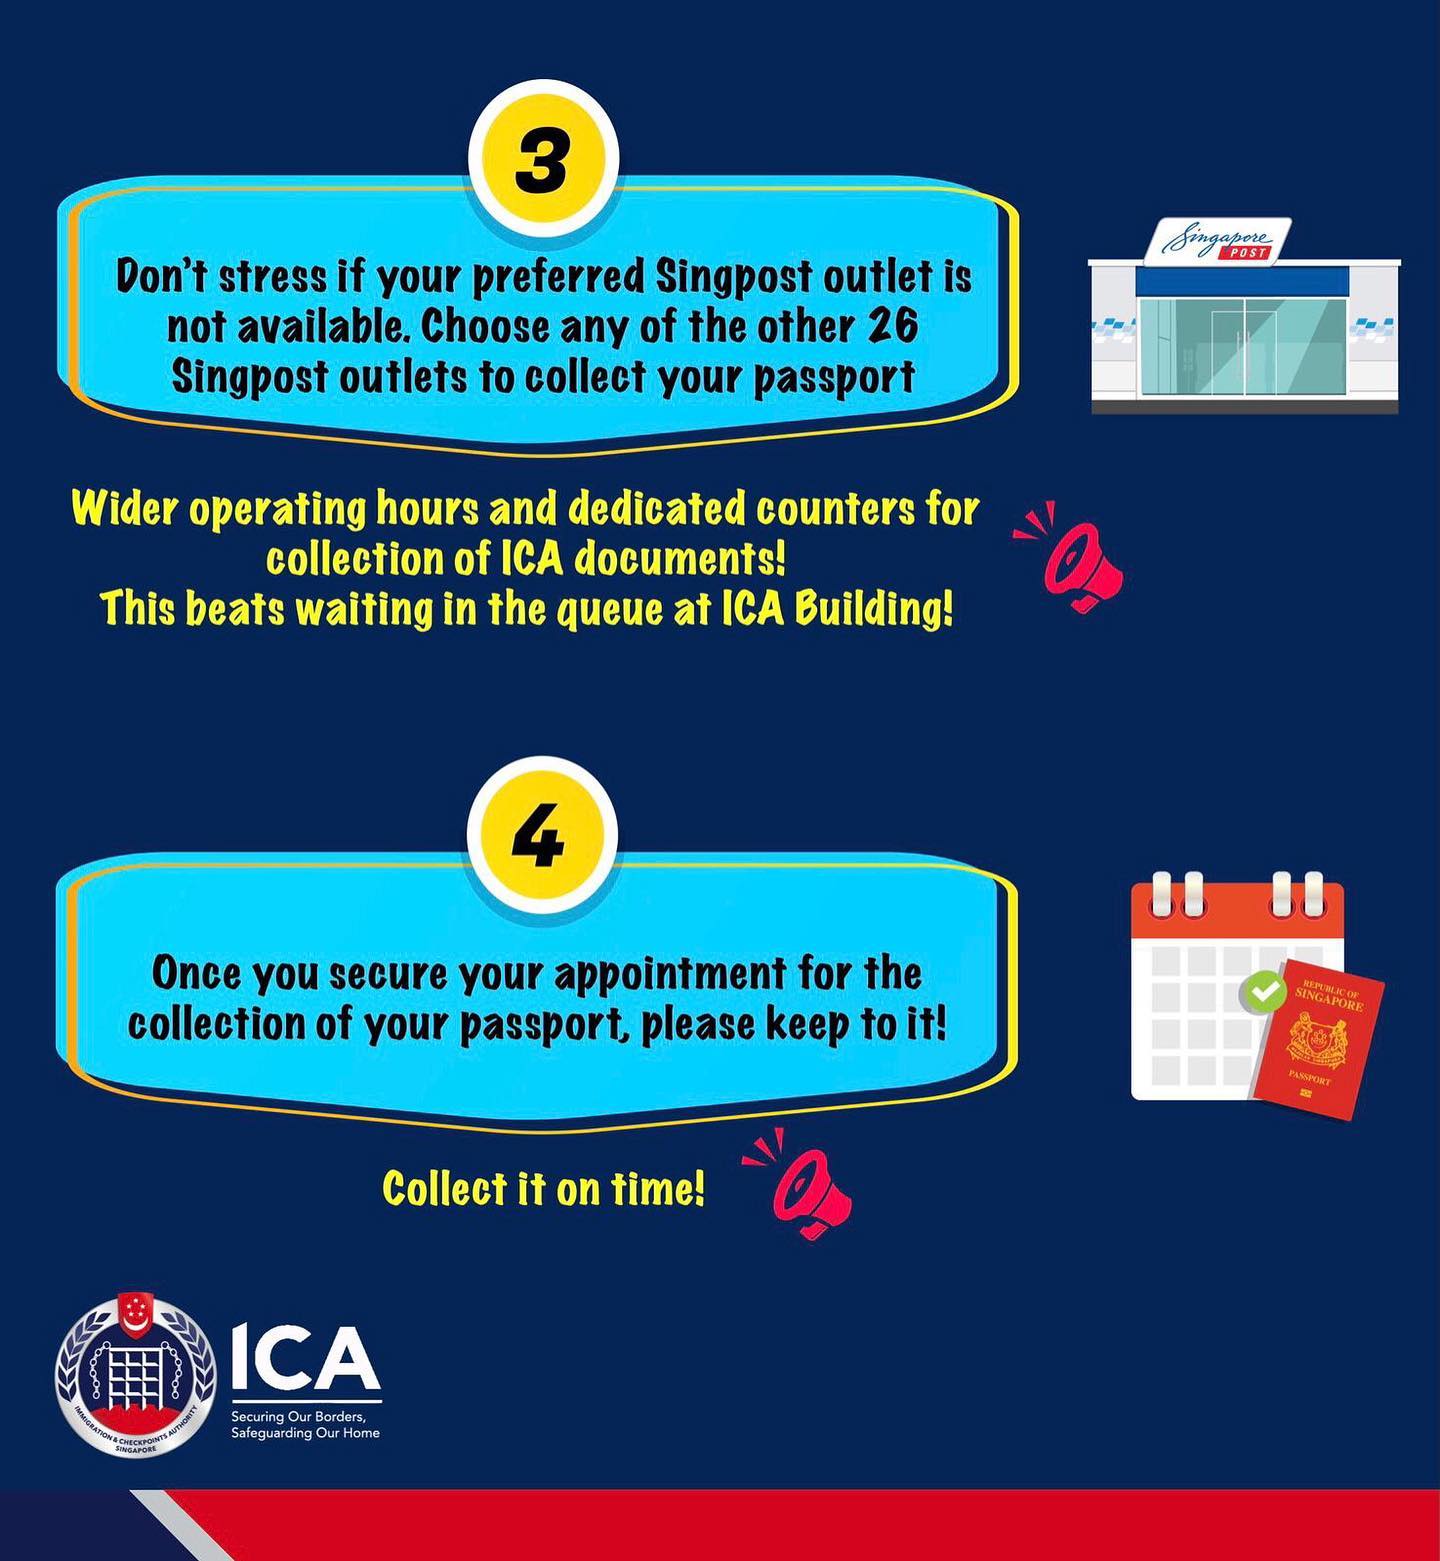 3
Don't stress if your preferred Singpost outlet is
not available. Choose any of the other 26
Singpost outlets to collect your passport
Singapore
POST
Wider operating hours and dedicated counters for
collection of ICA documents!
This beats waiting in the queue at ICA Building!
4
Once you secure your appointment for the
collection of your passport, please keep to it!
REPUBLIC OF
SINGAPORE
PASSPORT
Collect it on time!
ICA
Securing Our Borders,
Safeguarding Our Home
IMMIGRATION & CHECKPOINTS AUTHORITY
SINGAPORE